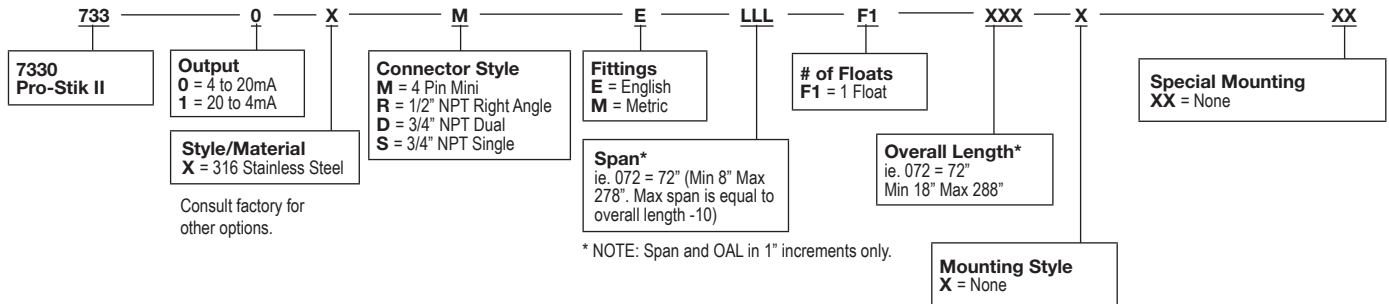 733 0 X M E LLL F1 XXX X XX
7330
Pro-Stik II
Output
0 = 4 to 20mA
1 = 20 to 4mA
Style/Material
X = 316 Stainless Steel
Consult factory for
other options.
Connector Style
M = 4 Pin Mini
R = 1/2" NPT Right Angle
D = 3/4" NPT Dual
S = 3/4" NPT Single
Fittings
E = English
M = Metric
Span*
ie. 072 = 72" (Min 8" Max
278". Max span is equal to
overall length -10)
* NOTE: Span and OAL in 1" increments only.
# of Floats
F1 = 1 Float
Overall Length*
ie. 072 = 72"
Min 18" Max 288"
Mounting Style
X = None
Special Mounting
XX = None